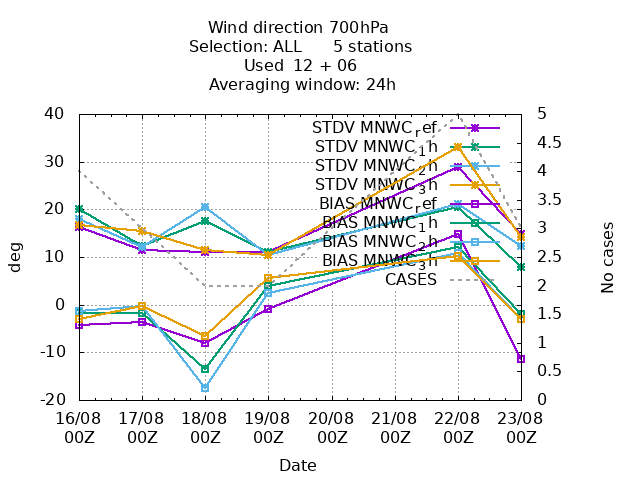 Wind direction 700hPa
Selection: ALL 5 stations
Used 12 + 06
Averaging window: 24h
40
30
20
10
0
-10
-20
deg
5
4.5
4
3.5
3
2.5
2
1.5
1
0.5
0
No cases
STDV MNWC_ref
STDV MNWC_1h
STDV MNWC_2h
STDV MNWC_3h
BIAS MNWC_ref
BIAS MNWC_1h
BIAS MNWC_2h
BIAS MNWC_3h
CASES
16/08 17/08 18/08 19/08 20/08 21/08 22/08 23/08
00Z 00Z 00Z 00Z 00Z 00Z 00Z 00Z
Date